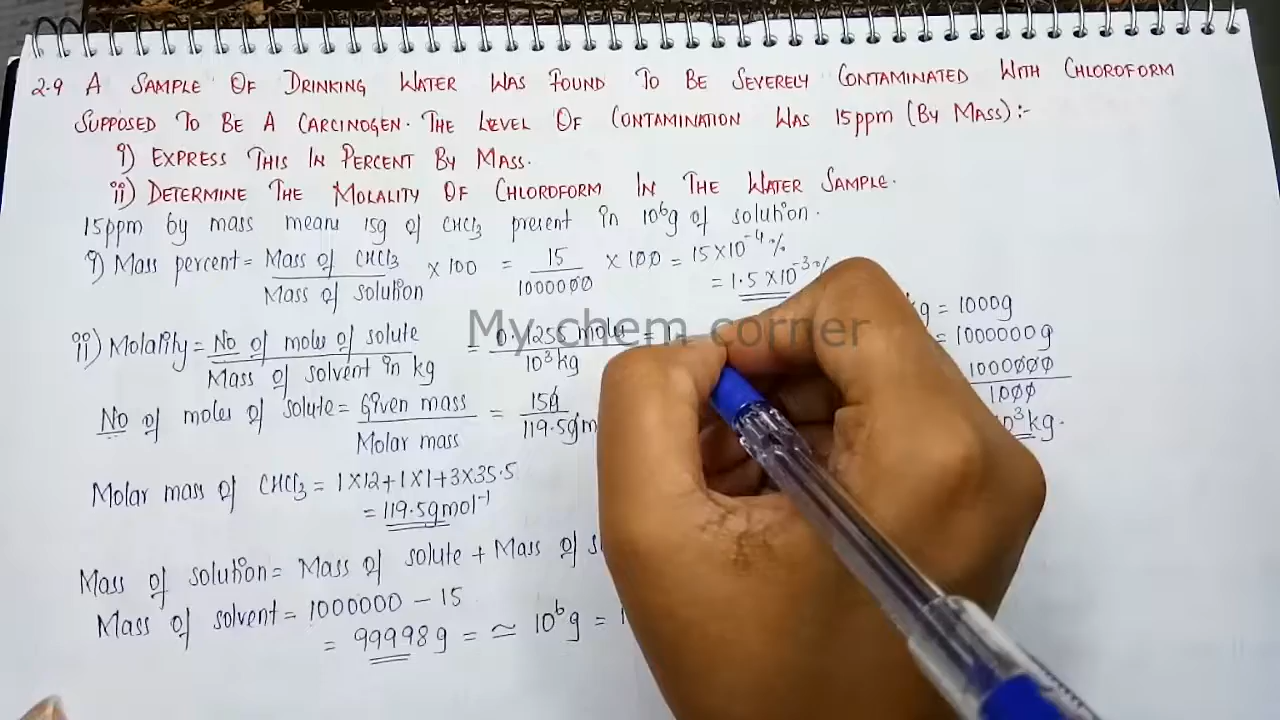 2.9 A SAMPLE OF DRINKING WATER WAS FOUND TO BE SEVERELY CONTAMINATED WITH CHLOROFORM
SUPPOSED TO BE A CARCINOGEN. THE LEVEL OF CONTAMINATION WAS 15ppm (BY MASS):-
i) EXPRESS THIS IN PERCENT BY MASS.
ii) DETERMINE THE MOLALITY OF CHLOROFORM IN THE WATER SAMPLE.
15ppm by mass means 15g of CHCl₃ present in 10⁶g of solution.
i) Mass percent = Mass of CHCl₃ / Mass of solution × 100 = 15 / 1000000 × 100 = 15×10⁻⁴%
= 1.5×10⁻³%
kg = 1000g
ii) Molality = No of moles of solute / Mass of solvent in kg = 0.1255 moles / 10³kg =
= 1000000g
1000000 / 1000
10³kg.
No of moles of solute = Given mass / Molar mass = 15g / 119.5g
Molar mass of CHCl₃ = 1×12+1×1+3×35.5
= 119.5gmol⁻¹
Mass of solution = Mass of solute + Mass of
Mass of solvent = 1000000 – 15
= 99998g = ≃ 10⁶g =
My chem corner